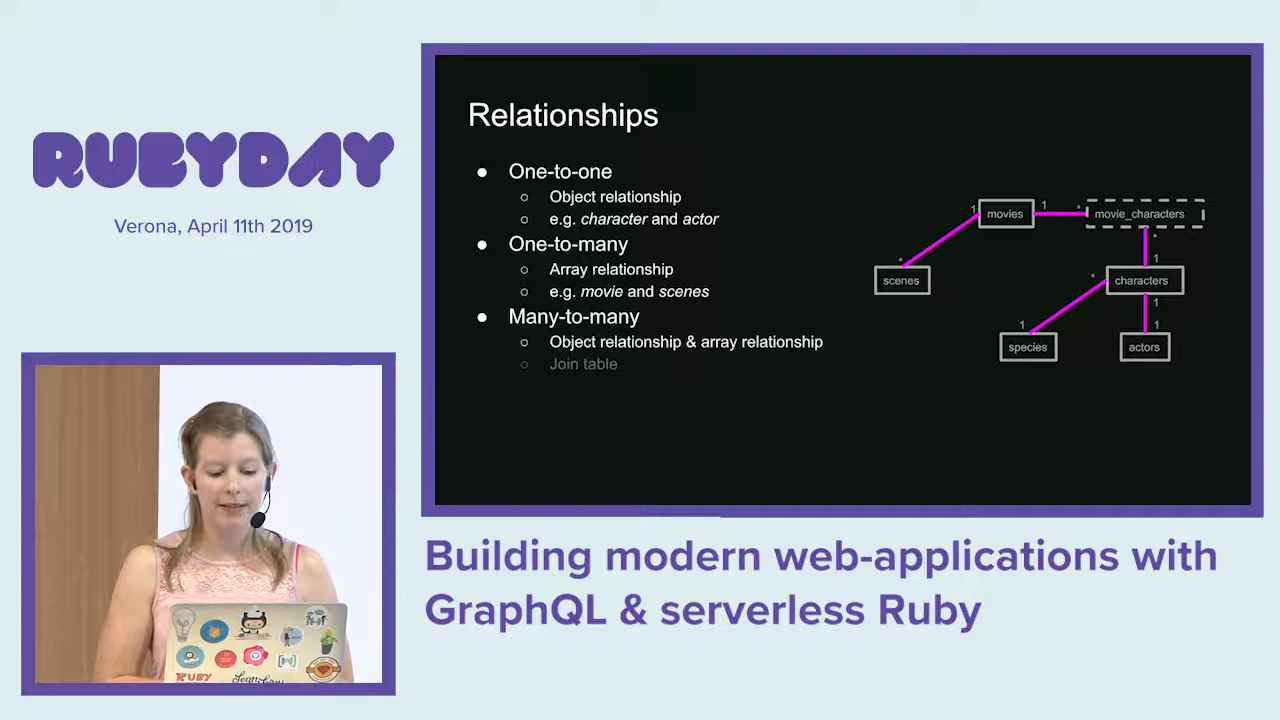 RUBYDAY
Verona, April 11th 2019
Relationships
● One-to-one
○ Object relationship
○ e.g. character and actor
● One-to-many
○ Array relationship
○ e.g. movie and scenes
● Many-to-many
○ Object relationship & array relationship
○ Join table
1 movies 1 * movie_characters
*
* 1
scenes * characters
1
1 1
species actors
Building modern web-applications with
GraphQL & serverless Ruby
RUBY